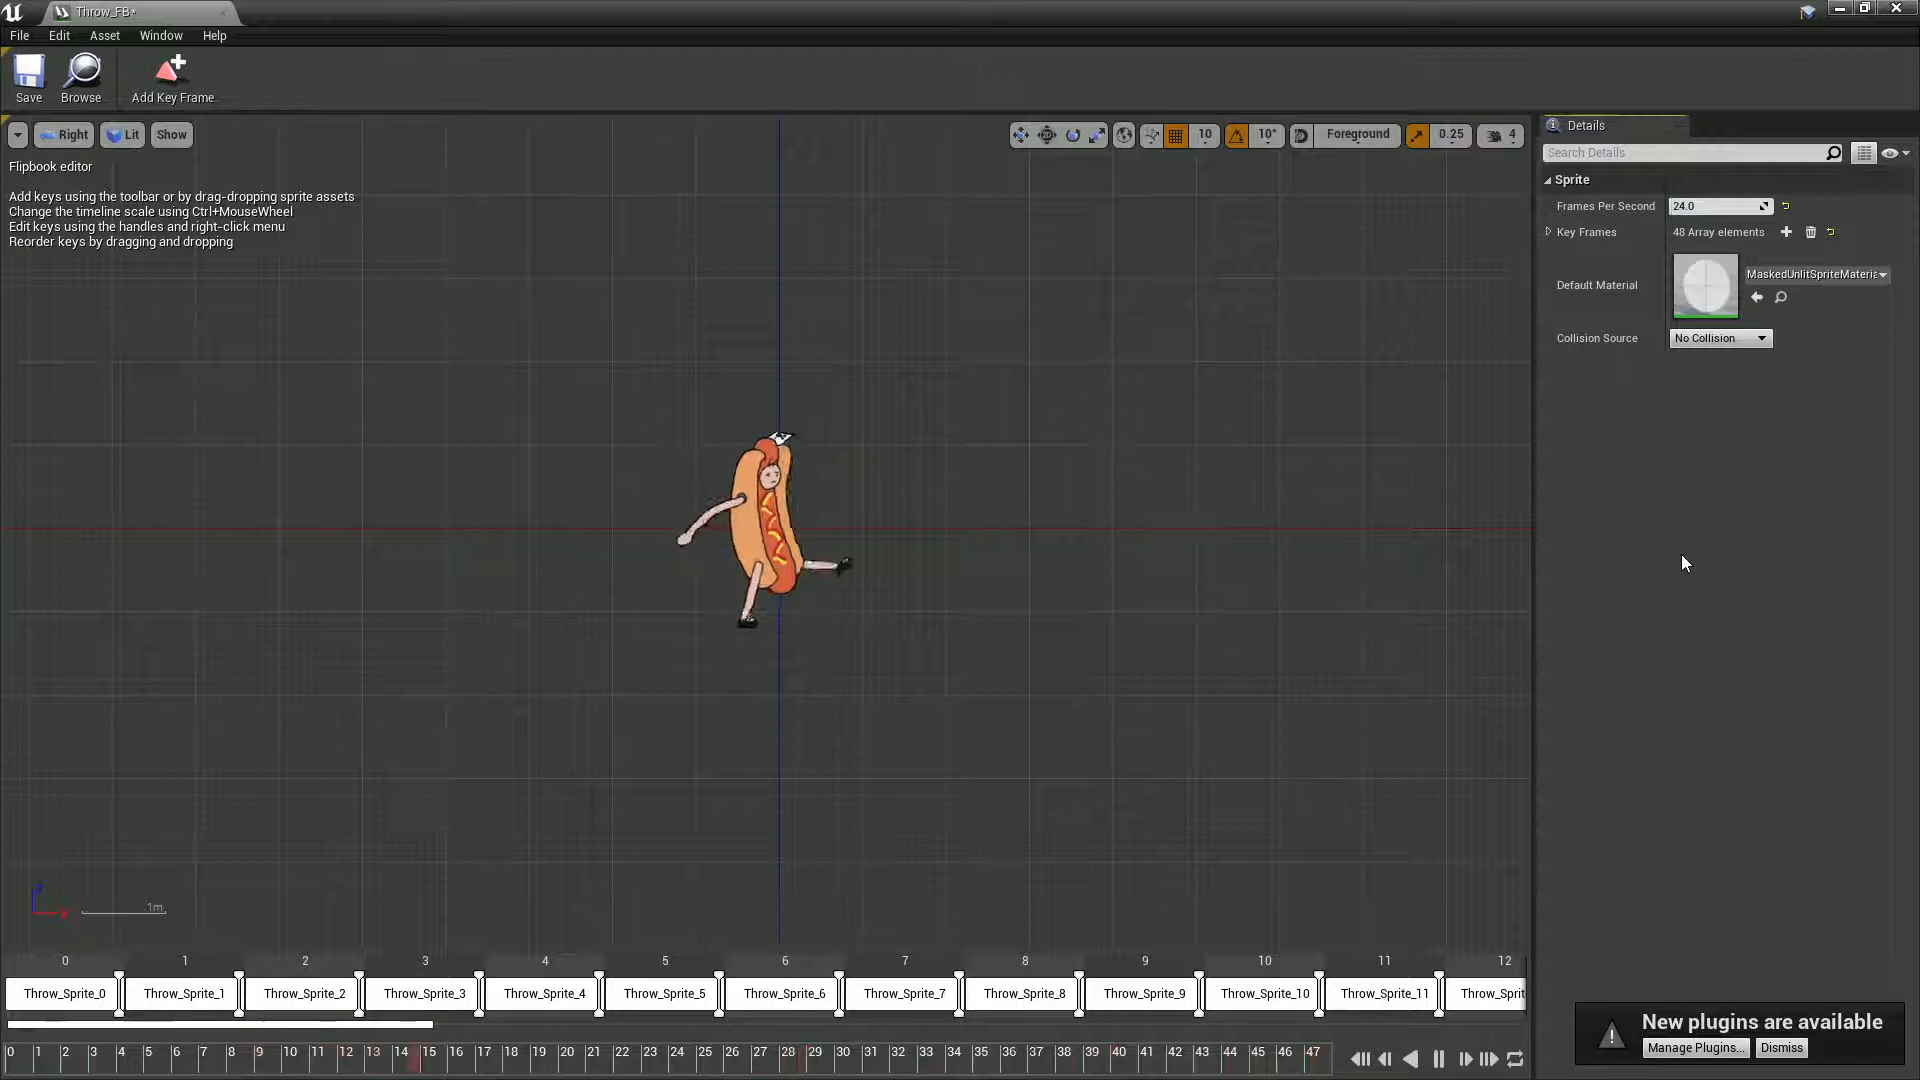 Throw_FB*
File Edit Asset Window Help
Save Browse Add Key Frame
Right Lit Show
10 10° Foreground 0.25 4
Flipbook editor
Add keys using the toolbar or by drag-dropping sprite assets
Change the timeline scale using Ctrl+MouseWheel
Edit keys using the handles and right-click menu
Reorder keys by dragging and dropping
Details
Search Details
Sprite
Frames Per Second 24.0
Key Frames 48 Array elements
Default Material MaskedUnlitSpriteMateria
Collision Source No Collision
z
x
1m
0 1 2 3 4 5 6 7 8 9 10 11 12
Throw_Sprite_0 Throw_Sprite_1 Throw_Sprite_2 Throw_Sprite_3 Throw_Sprite_4 Throw_Sprite_5 Throw_Sprite_6 Throw_Sprite_7 Throw_Sprite_8 Throw_Sprite_9 Throw_Sprite_10 Throw_Sprite_11 Throw_Sprit
0 1 2 3 4 5 6 7 8 9 10 11 12 13 14 15 16 17 18 19 20 21 22 23 24 25 26 27 28 29 30 31 32 33 34 35 36 37 38 39 40 41 42 43 44 45 46 47
New plugins are available
Manage Plugins... Dismiss